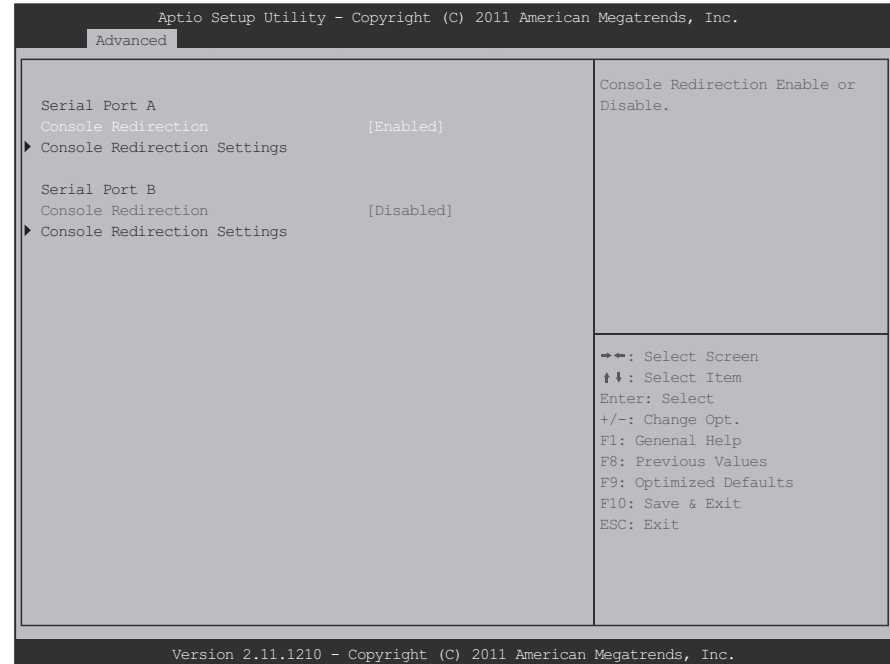 Aptio Setup Utility - Copyright (C) 2011 American Megatrends, Inc.
Advanced
Serial Port A
Console Redirection [Enabled]
Console Redirection Settings
Serial Port B
Console Redirection [Disabled]
Console Redirection Settings
Console Redirection Enable or
Disable.
→←: Select Screen
↑↓: Select Item
Enter: Select
+/-: Change Opt.
F1: Genenal Help
F8: Previous Values
F9: Optimized Defaults
F10: Save & Exit
ESC: Exit
Version 2.11.1210 - Copyright (C) 2011 American Megatrends, Inc.